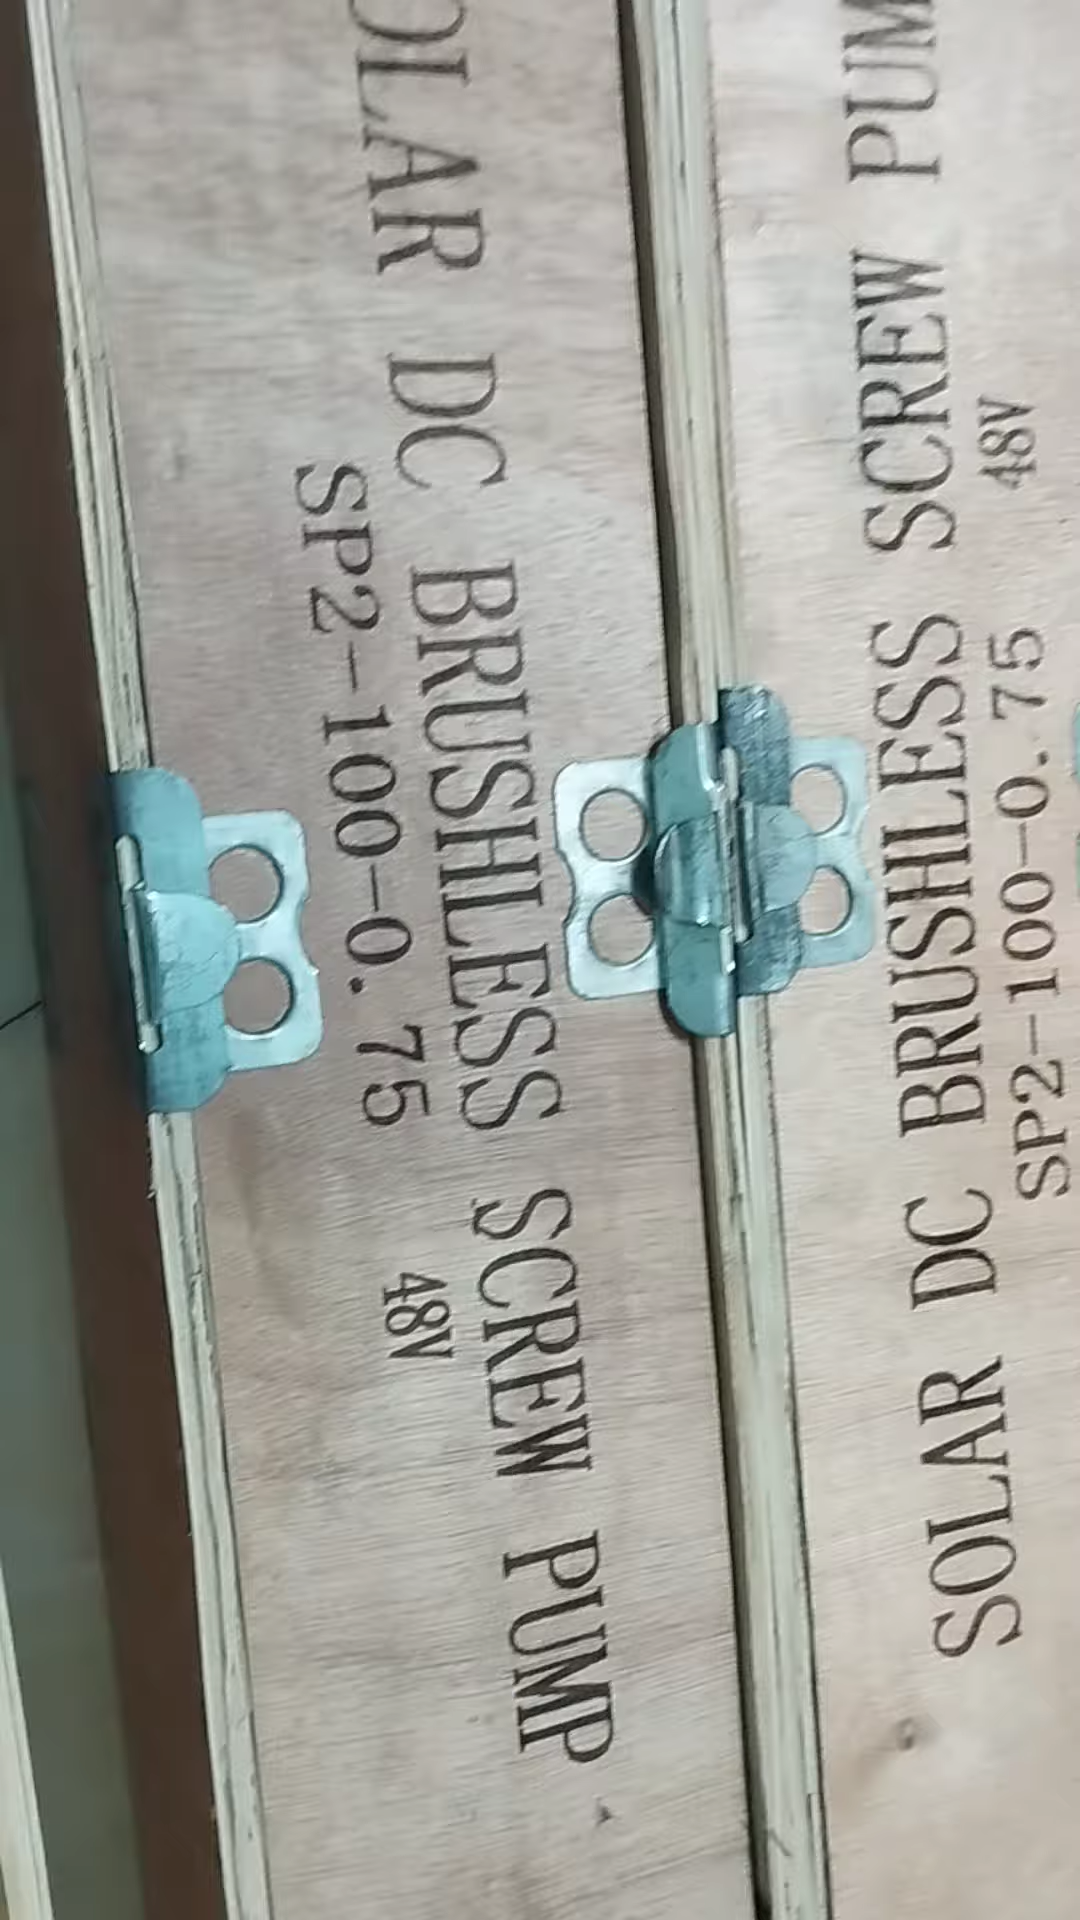 OLAR DC BRUSHLESS SCREW PUMP
SP2-100-0.75 48V
SOLAR DC BRUSHLESS SCREW PUM
SP2-100-0.75 48V